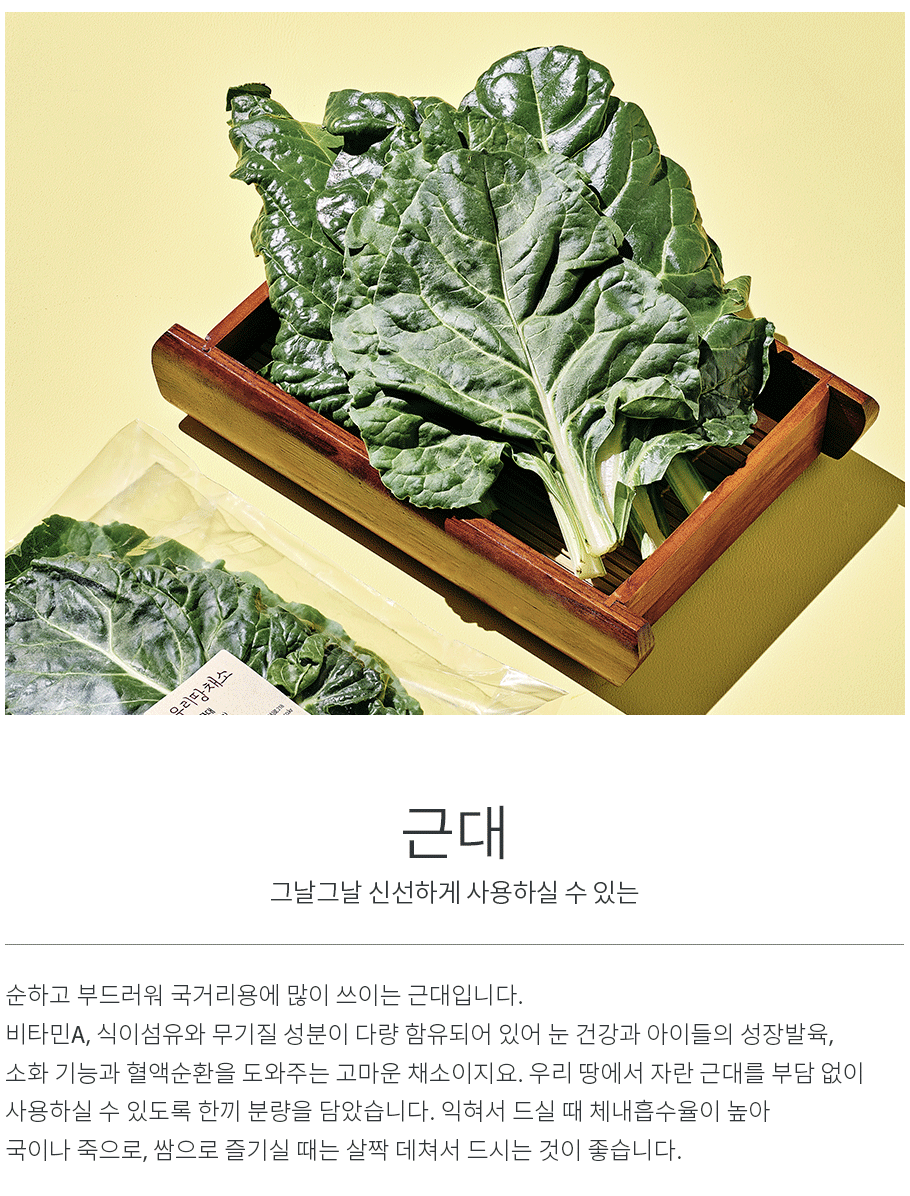 우리땅채소
근대
그날그날 신선하게 사용하실 수 있는
순하고 부드러워 국거리용에 많이 쓰이는 근대입니다.
비타민A, 식이섬유와 무기질 성분이 다량 함유되어 있어 눈 건강과 아이들의 성장발육,
소화 기능과 혈액순환을 도와주는 고마운 채소이지요. 우리 땅에서 자란 근대를 부담 없이
사용하실 수 있도록 한끼 분량을 담았습니다. 익혀서 드실 때 체내흡수율이 높아
국이나 죽으로, 쌈으로 즐기실 때는 살짝 데쳐서 드시는 것이 좋습니다.